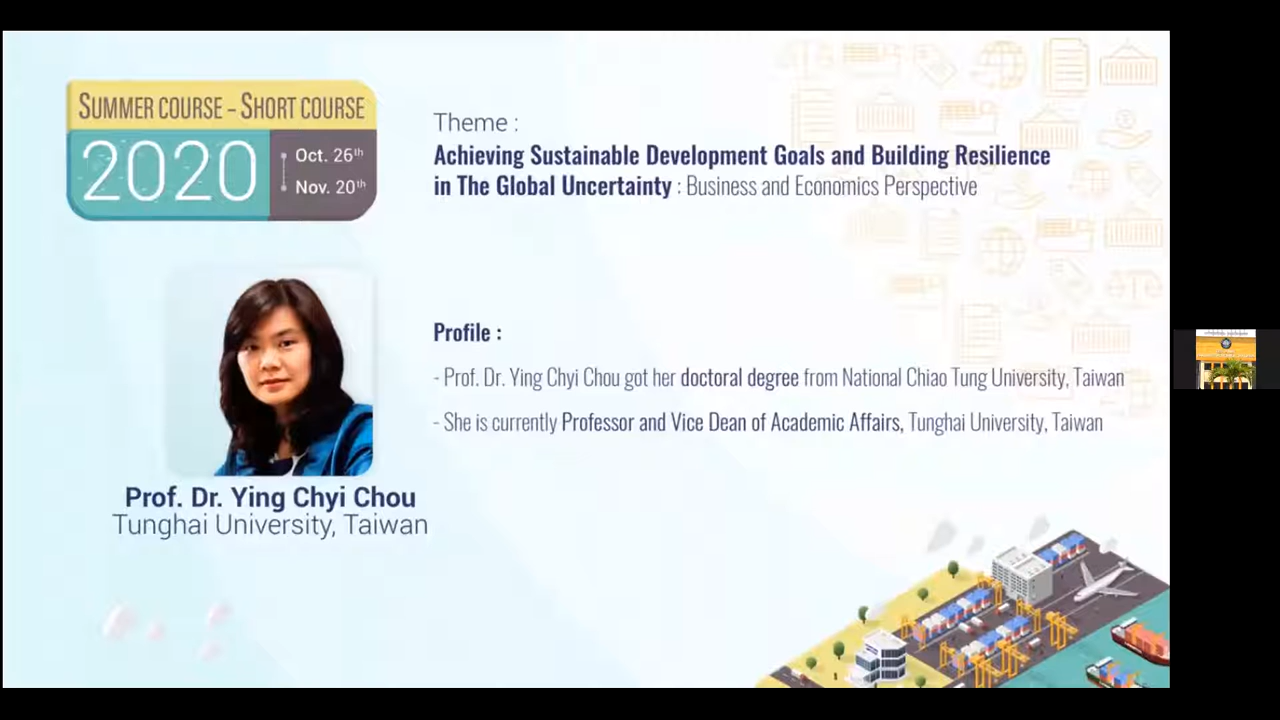 SUMMER COURSE – SHORT COURSE
2020
Oct. 26th
Nov. 20th
Theme :
Achieving Sustainable Development Goals and Building Resilience
in The Global Uncertainty : Business and Economics Perspective
Profile :
- Prof. Dr. Ying Chyi Chou got her doctoral degree from National Chiao Tung University, Taiwan
- She is currently Professor and Vice Dean of Academic Affairs, Tunghai University, Taiwan
Prof. Dr. Ying Chyi Chou
Tunghai University, Taiwan